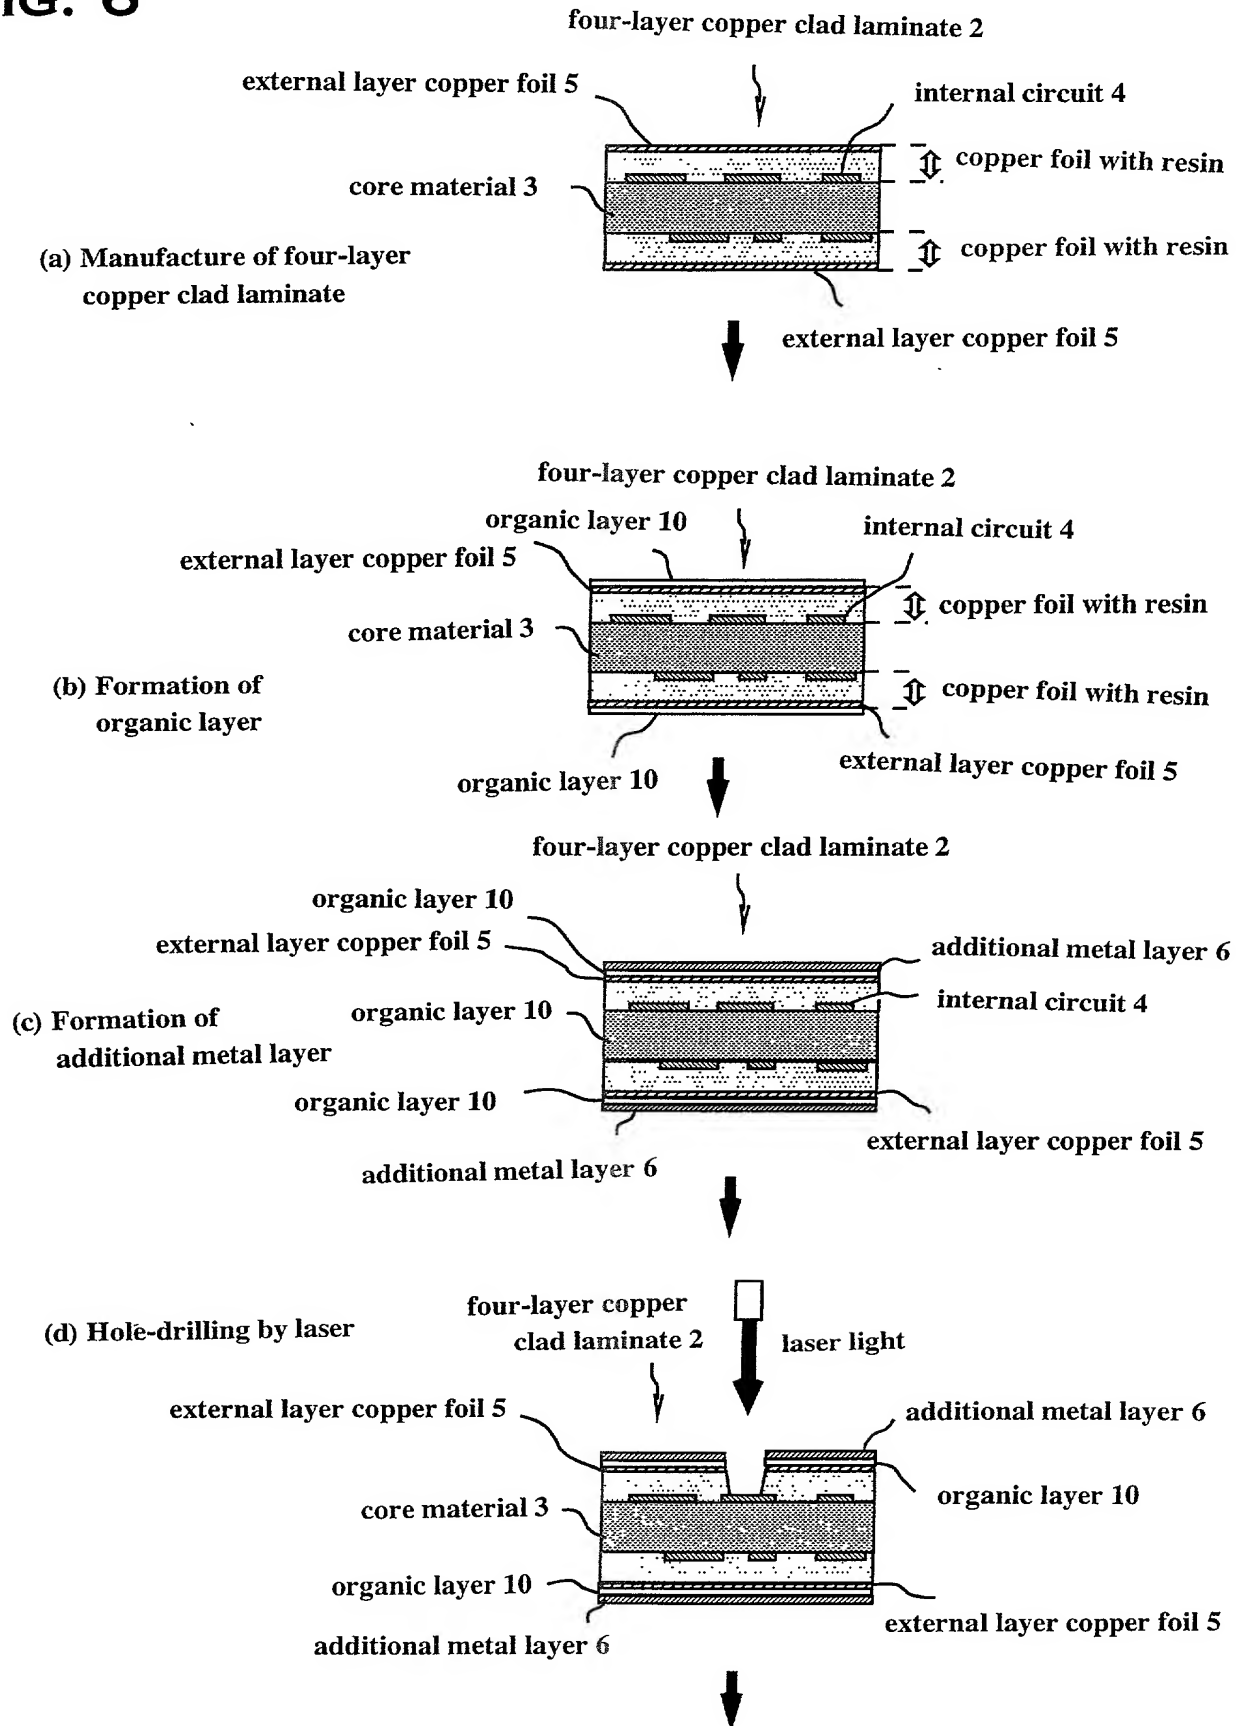 FIG. 8
four-layer copper clad laminate 2
external layer copper foil 5
internal circuit 4
copper foil with resin
core material 3
(a) Manufacture of four-layer
copper clad laminate
copper foil with resin
external layer copper foil 5
four-layer copper clad laminate 2
organic layer 10
internal circuit 4
external layer copper foil 5
copper foil with resin
core material 3
(b) Formation of
organic layer
copper foil with resin
external layer copper foil 5
organic layer 10
four-layer copper clad laminate 2
organic layer 10
external layer copper foil 5
additional metal layer 6
internal circuit 4
(c) Formation of
additional metal layer
organic layer 10
organic layer 10
external layer copper foil 5
additional metal layer 6
(d) Hole-drilling by laser
four-layer copper
clad laminate 2
laser light
external layer copper foil 5
additional metal layer 6
organic layer 10
core material 3
organic layer 10
external layer copper foil 5
additional metal layer 6